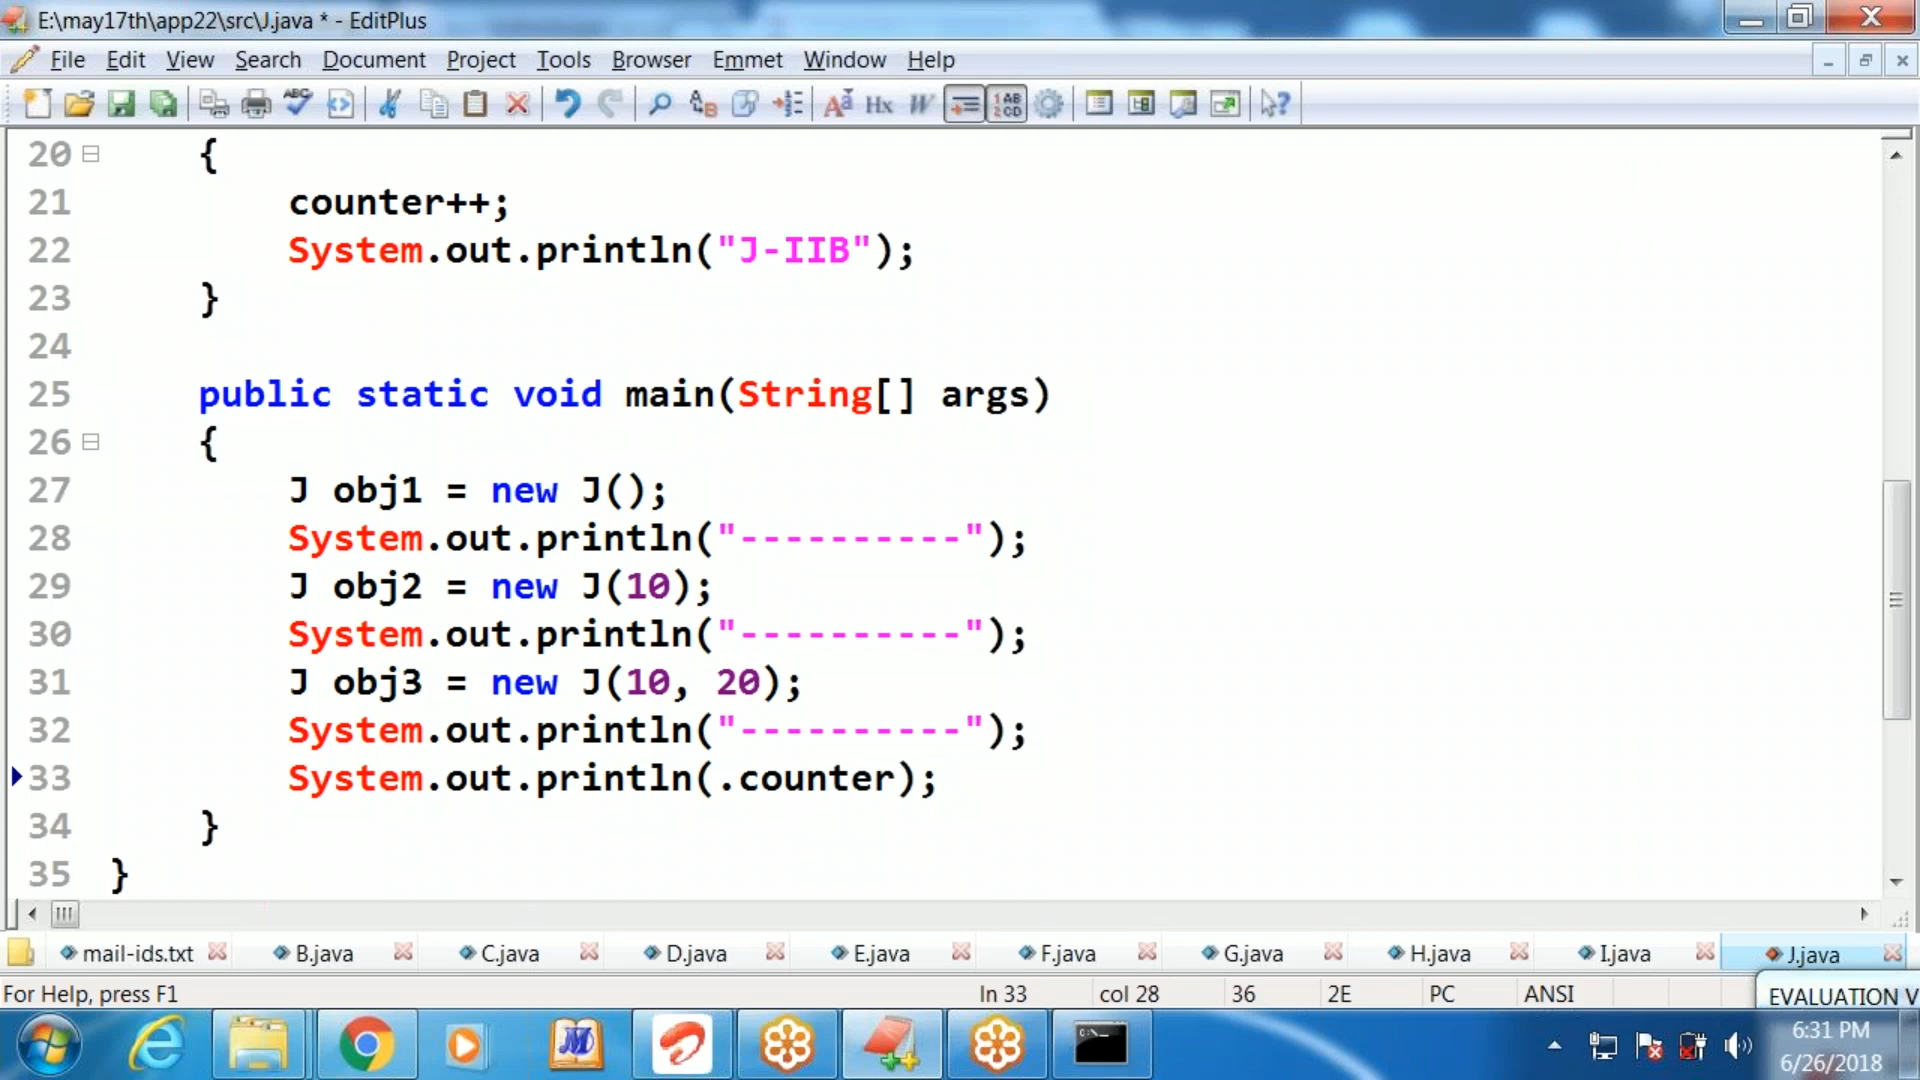 E:\may17th\app22\src\J.java * - EditPlus
File Edit View Search Document Project Tools Browser Emmet Window Help
20 {
21 counter++;
22 System.out.println("J-IIB");
23 }
24
25 public static void main(String[] args)
26 {
27 J obj1 = new J();
28 System.out.println("----------");
29 J obj2 = new J(10);
30 System.out.println("----------");
31 J obj3 = new J(10, 20);
32 System.out.println("----------");
33 System.out.println(.counter);
34 }
35 }
mail-ids.txt B.java C.java D.java E.java F.java G.java H.java I.java J.java
For Help, press F1 ln 33 col 28 36 2E PC ANSI
EVALUATION V
6:31 PM
6/26/2018